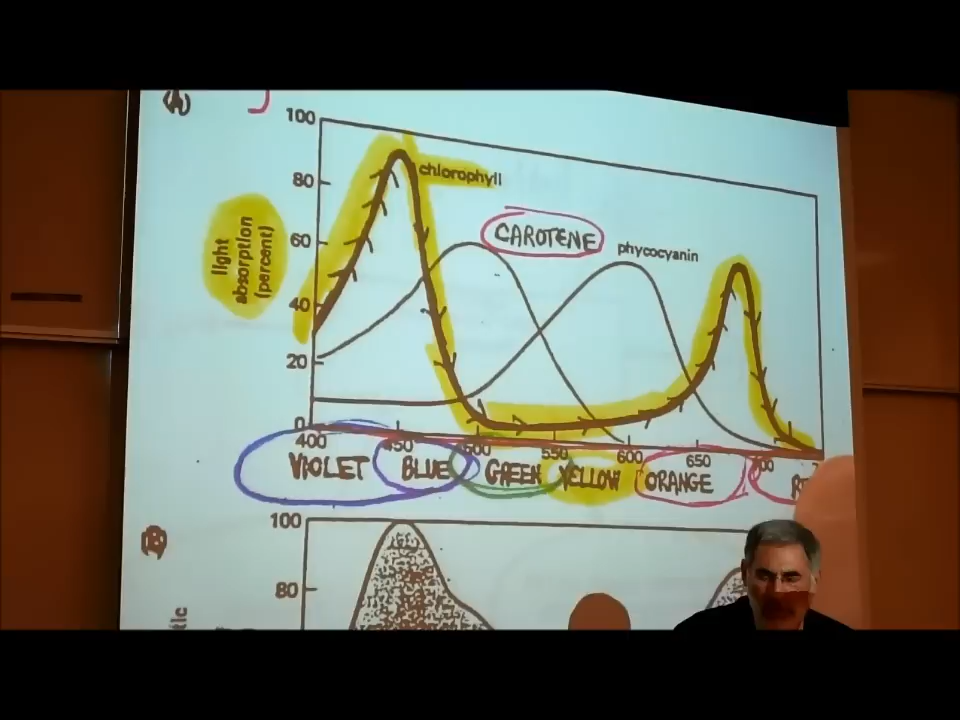 (A)
100
chlorophyll
80
light
absorption
(percent)
60
CAROTENE
phycocyanin
40
20
0
400 450 500 550 600 650 700
VIOLET BLUE GREEN YELLOW ORANGE
(B)
100
80